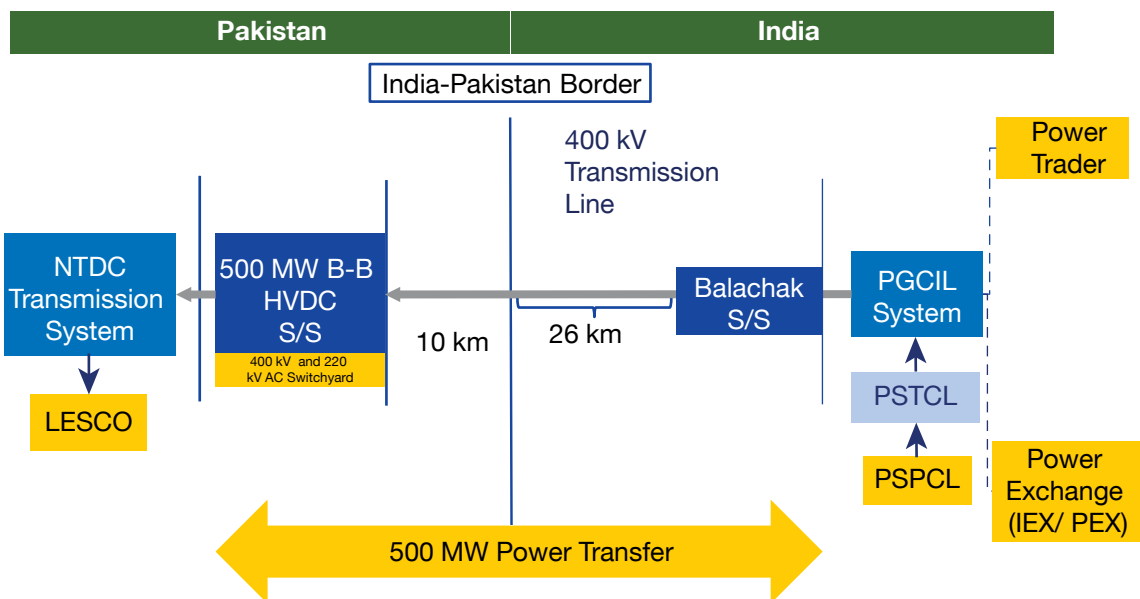 Pakistan
India
India-Pakistan Border
400 kV
Transmission
Line
Power
Trader
NTDC
Transmission
System
500 MW B-B
HVDC
S/S
400 kV and 220
kV AC Switchyard
10 km
26 km
Balachak
S/S
PGCIL
System
LESCO
PSTCL
PSPCL
Power
Exchange
(IEX/ PEX)
500 MW Power Transfer